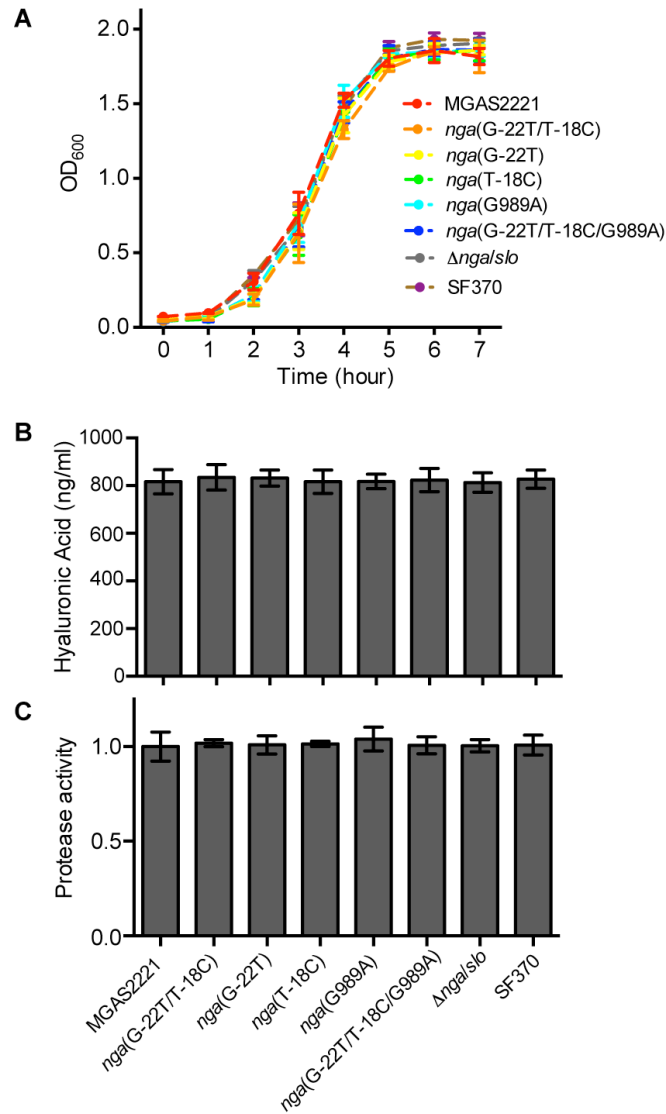 A
2.0
1.5
1.0
0.5
0.0
OD600
0 1 2 3 4 5 6 7
Time (hour)
MGAS2221
nga(G-22T/T-18C)
nga(G-22T)
nga(T-18C)
nga(G989A)
nga(G-22T/T-18C/G989A)
Δnga/slo
SF370
B
1000
800
600
400
200
0
Hyaluronic Acid (ng/ml)
C
1.0
0.5
0.0
Protease activity
MGAS2221
nga(G-22T/T-18C)
nga(G-22T)
nga(T-18C)
nga(G989A)
nga(G-22T/T-18C/G989A)
Δnga/slo
SF370